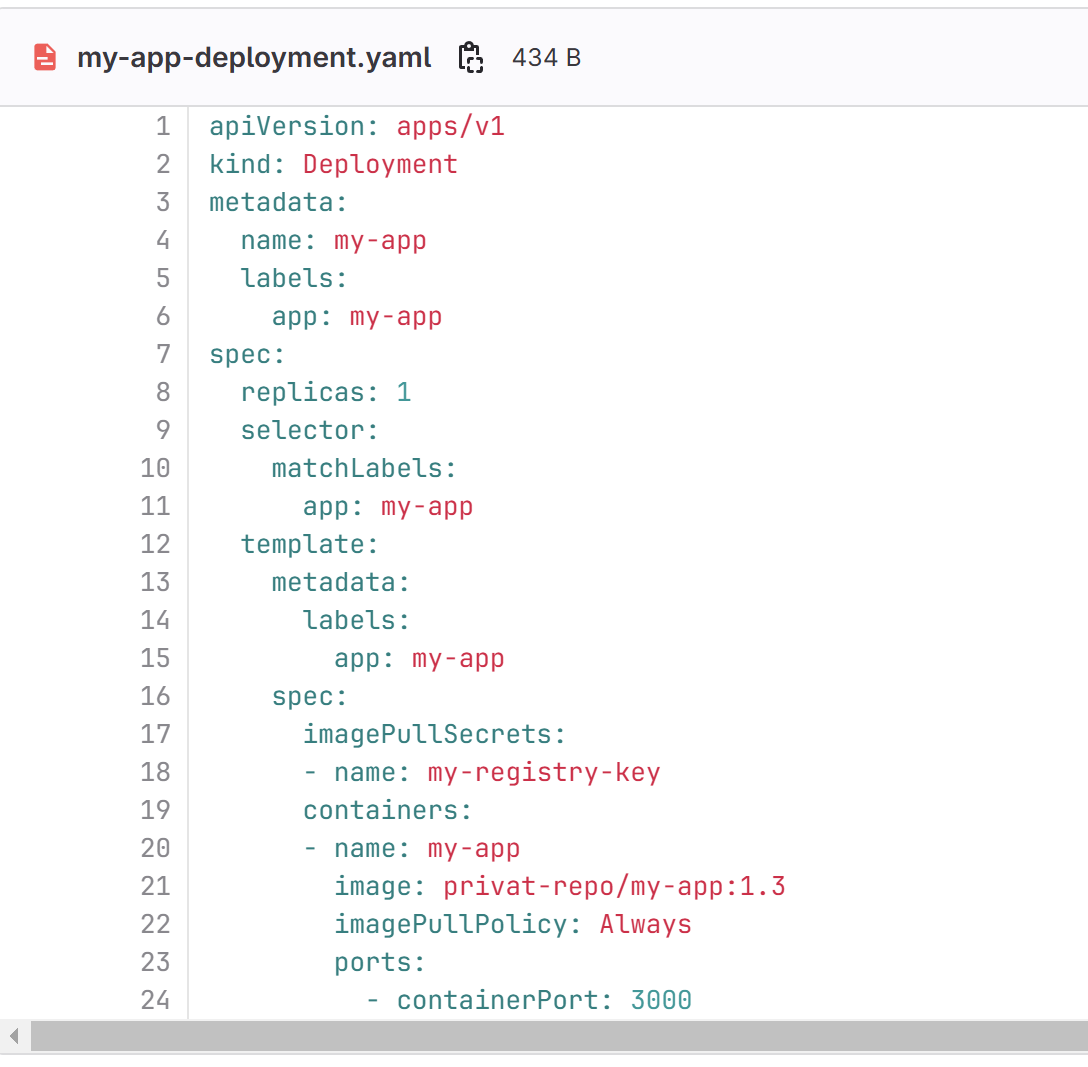 my-app-deployment.yaml 434 B
1 apiVersion: apps/v1
2 kind: Deployment
3 metadata:
4   name: my-app
5   labels:
6     app: my-app
7 spec:
8   replicas: 1
9   selector:
10     matchLabels:
11       app: my-app
12   template:
13     metadata:
14       labels:
15         app: my-app
16     spec:
17       imagePullSecrets:
18       - name: my-registry-key
19       containers:
20       - name: my-app
21         image: privat-repo/my-app:1.3
22         imagePullPolicy: Always
23         ports:
24           - containerPort: 3000